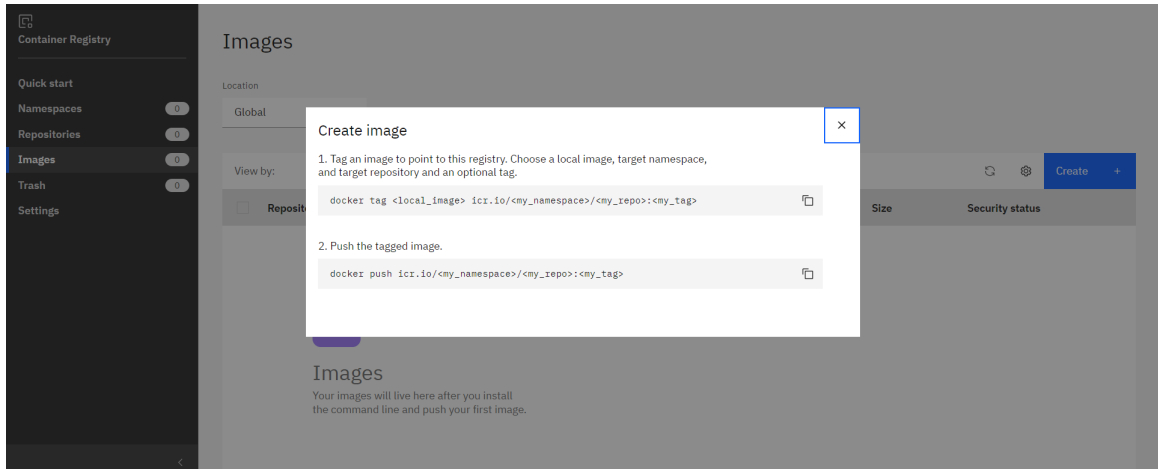 Container Registry
Quick start
Namespaces 0
Repositories 0
Images 0
Trash 0
Settings
Images
Location
Global
View by:
Create +
Size
Security status
Create image
1. Tag an image to point to this registry. Choose a local image, target namespace,
and target repository and an optional tag.
docker tag <local_image> icr.io/<my_namespace>/<my_repo>:<my_tag>
2. Push the tagged image.
docker push icr.io/<my_namespace>/<my_repo>:<my_tag>
Images
Your images will live here after you install
the command line and push your first image.